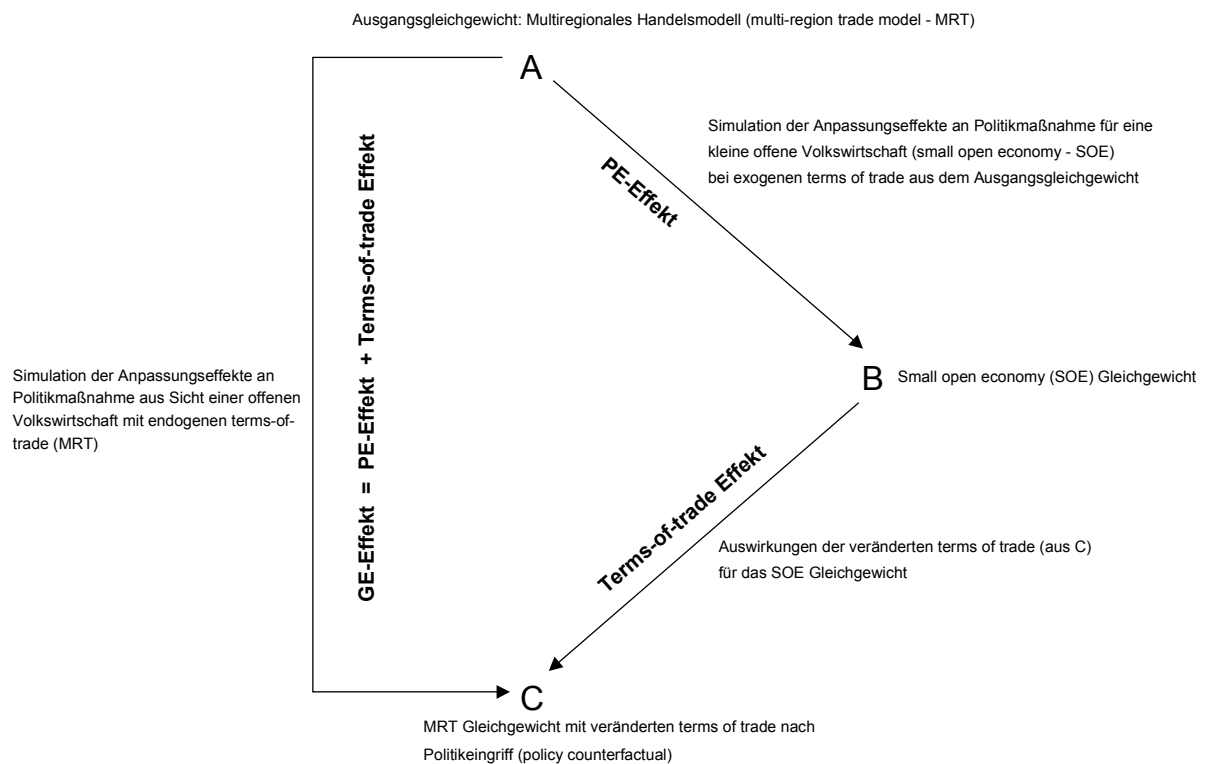 Ausgangsgleichgewicht: Multiregionales Handelsmodell (multi-region trade model - MRT)
A
Simulation der Anpassungseffekte an Politikmaßnahme für eine
kleine offene Volkswirtschaft (small open economy - SOE)
bei exogenen terms of trade aus dem Ausgangsgleichgewicht
PE-Effekt
GE-Effekt = PE-Effekt + Terms-of-trade Effekt
Simulation der Anpassungseffekte an
Politikmaßnahme aus Sicht einer offenen
Volkswirtschaft mit endogenen terms-of-
trade (MRT)
B
Small open economy (SOE) Gleichgewicht
Terms-of-trade Effekt
Auswirkungen der veränderten terms of trade (aus C)
für das SOE Gleichgewicht
C
MRT Gleichgewicht mit veränderten terms of trade nach
Politikeingriff (policy counterfactual)